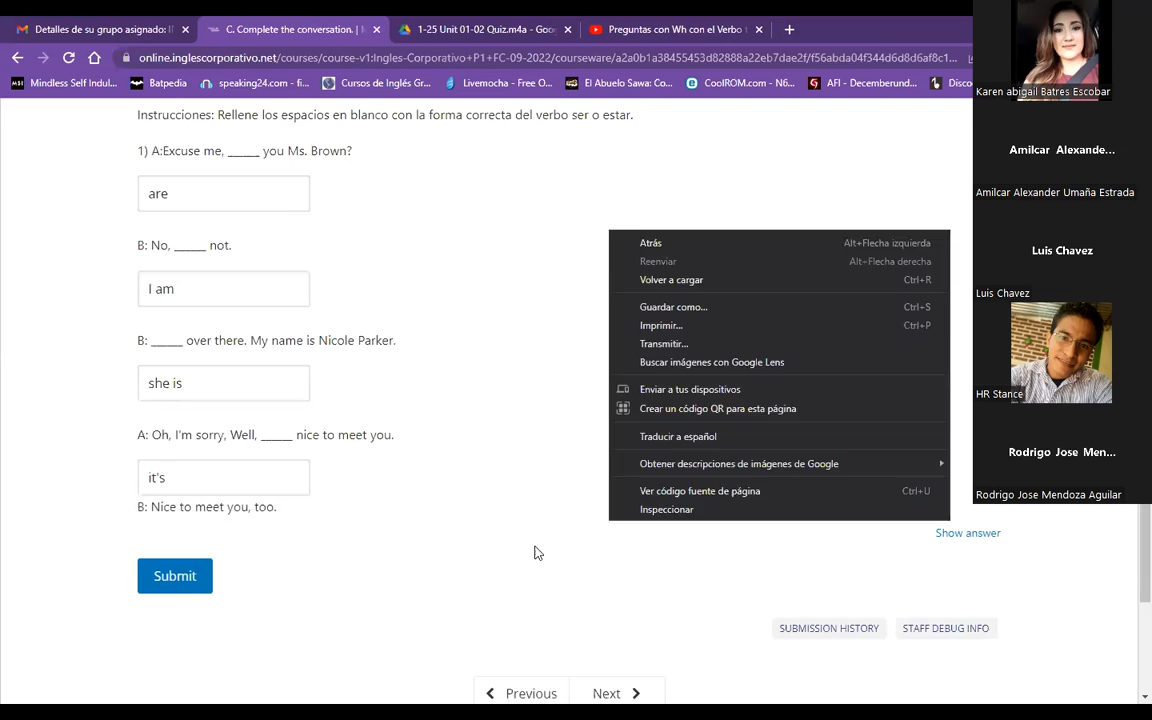 Detalles de su grupo asignado: I
C. Complete the conversation. |
1-25 Unit 01-02 Quiz.m4a - Goo
Preguntas con Wh con el Verbo t
online.inglescorporativo.net/courses/course-v1:Ingles-Corporativo+P1+FC-09-2022/courseware/a2a0b1a38455453d82888a22eb7dae2f/f56abda04f344d6d8d6af8c1...
Mindless Self Indul...
Batpedia
speaking24.com/...
Cursos de Inglés Gr...
Livemocha - Free O...
El Abuelo Sawa: Co...
CoolROM.com - N6...
AFI - Decemberund...
Disco
Instrucciones: Rellene los espacios en blanco con la forma correcta del verbo ser o estar.
1) A:Excuse me, ______ you Ms. Brown?
are
B: No, ______ not.
I am
B: ______ over there. My name is Nicole Parker.
she is
A: Oh, I'm sorry, Well, ______ nice to meet you.
it's
B: Nice to meet you, too.
Submit
Atrás Alt+Flecha izquierda
Reenviar Alt+Flecha derecha
Volver a cargar Ctrl+R
Guardar como... Ctrl+S
Imprimir... Ctrl+P
Transmitir...
Buscar imágenes con Google Lens
Enviar a tus dispositivos
Crear un código QR para esta página
Traducir a español
Obtener descripciones de imágenes de Google
Ver código fuente de página Ctrl+U
Inspeccionar
Show answer
SUBMISSION HISTORY
STAFF DEBUG INFO
Previous
Next
Karen abigail Batres Escobar
Amilcar Alexande...
Amilcar Alexander Umaña Estrada
Luis Chavez
Luis Chavez
HR Stance
Rodrigo Jose Men...
Rodrigo Jose Mendoza Aguilar